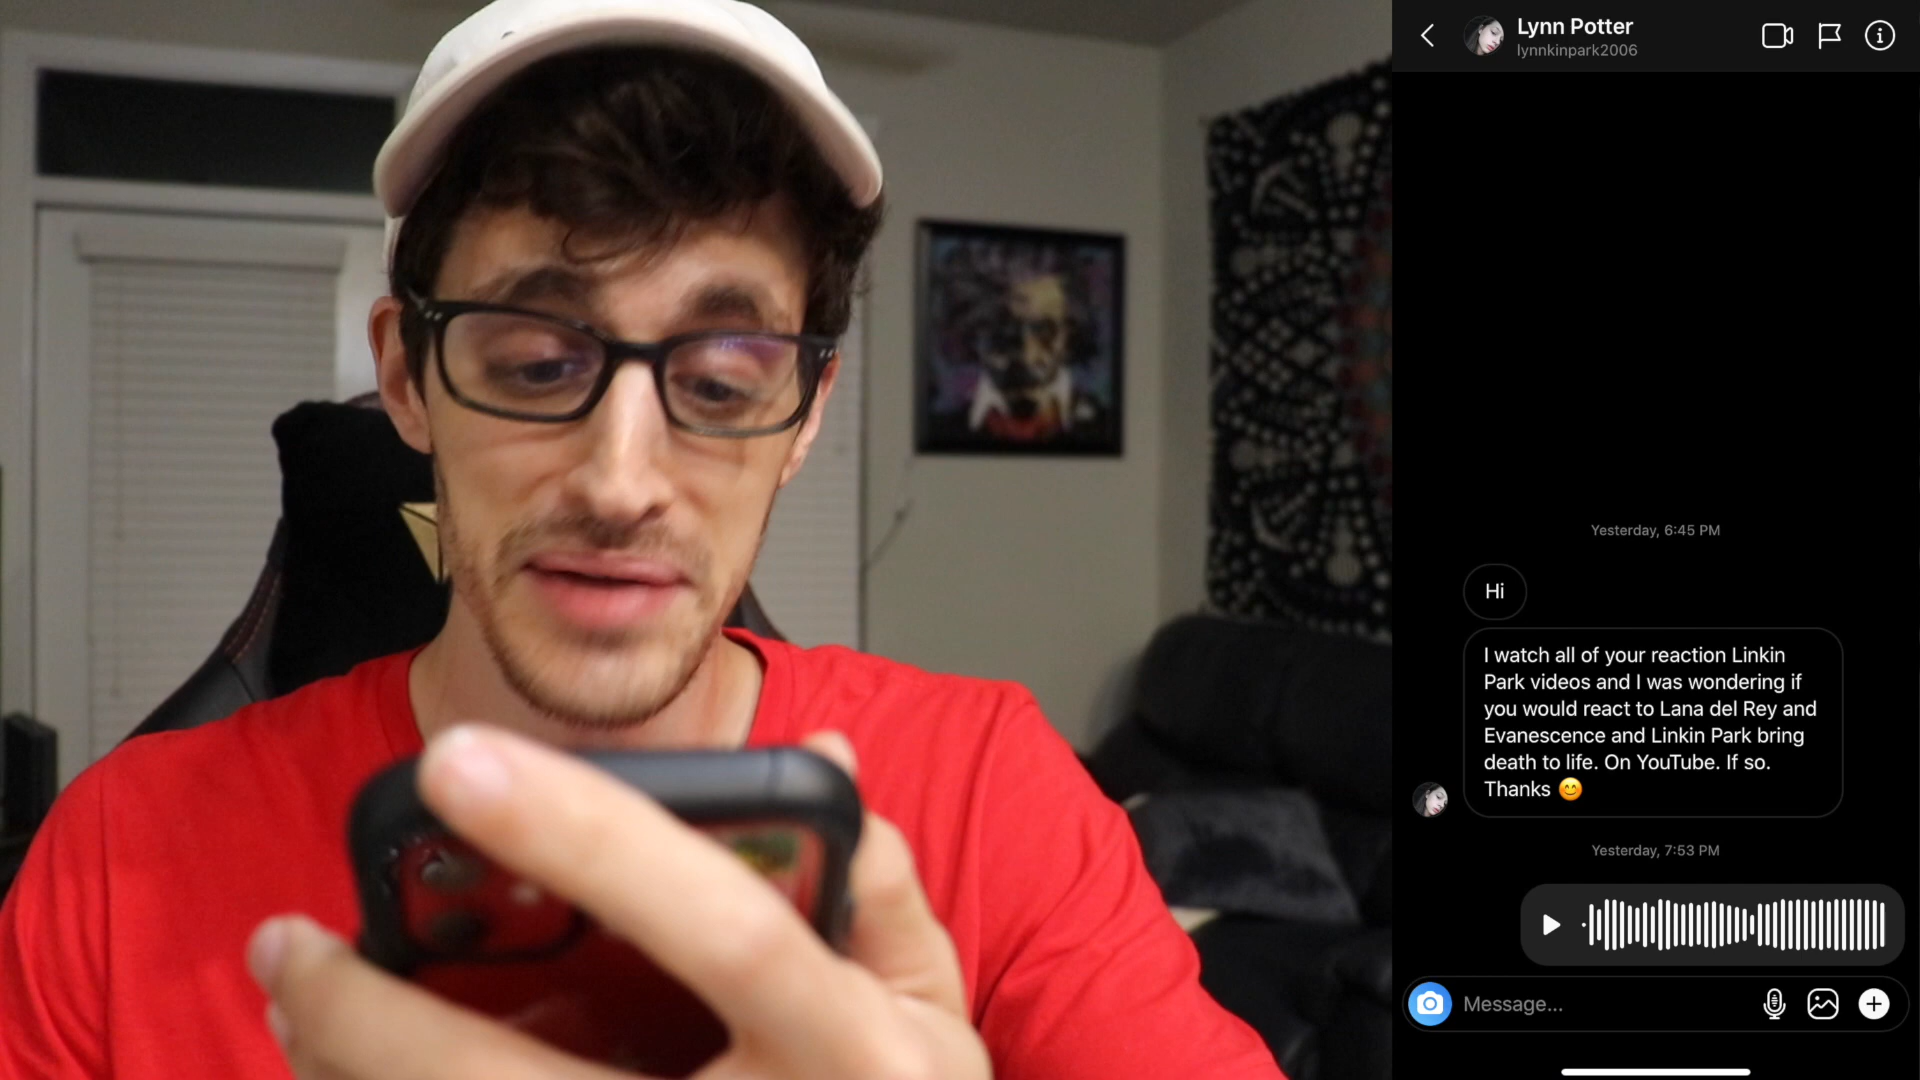 Lynn Potter
lynnkinpark2006
Yesterday, 6:45 PM
Hi
I watch all of your reaction Linkin
Park videos and I was wondering if
you would react to Lana del Rey and
Evanescence and Linkin Park bring
death to life. On YouTube. If so.
Thanks 😊
Yesterday, 7:53 PM
Message...